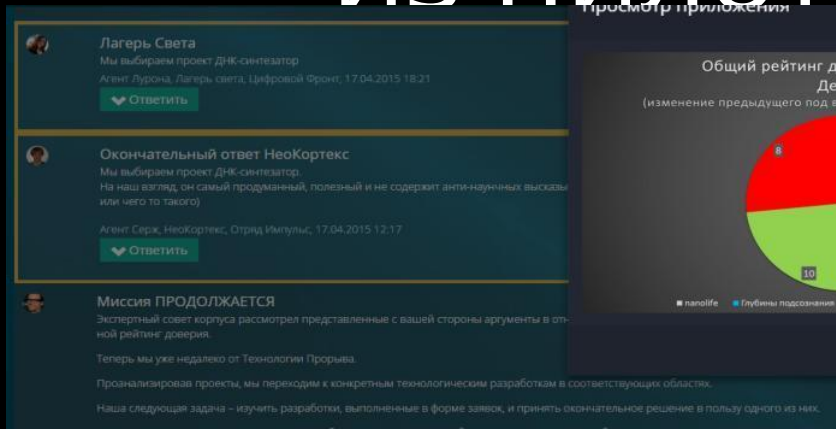 Лагерь Света
Мы выбираем проект ДНК-синтезатор
Агент Лурона, Лагерь света, Цифровой Фронт, 17.04.2015 18:21
Ответить
Окончательный ответ НеоКортекс
Мы выбираем проект ДНК-синтезатор.
На наш взгляд, он самый продуманный, полезный и не содержит анти-научных
или чего то такого)
Агент Серж, НеоКортекс, Отряд Импульс, 17.04.2015 12:17
Ответить
Миссия ПРОДОЛЖАЕТСЯ
Экспертный совет корпуса рассмотрел представленные с вашей стороны аргументы в
ной рейтинг доверия.
Теперь мы уже недалеко от Технологии Прорыва.
Проанализировав проекты, мы переходим к конкретным технологическим разработкам в соответствующих областях.
Наша следующая задача – изучить разработки, выполненные в форме заявок, и принять окончательное решение в пользу одного из них.
Просмотр приложения
Общий рейтинг
(изменение предыдущего под
8
10
nanolife Глубины подсознания